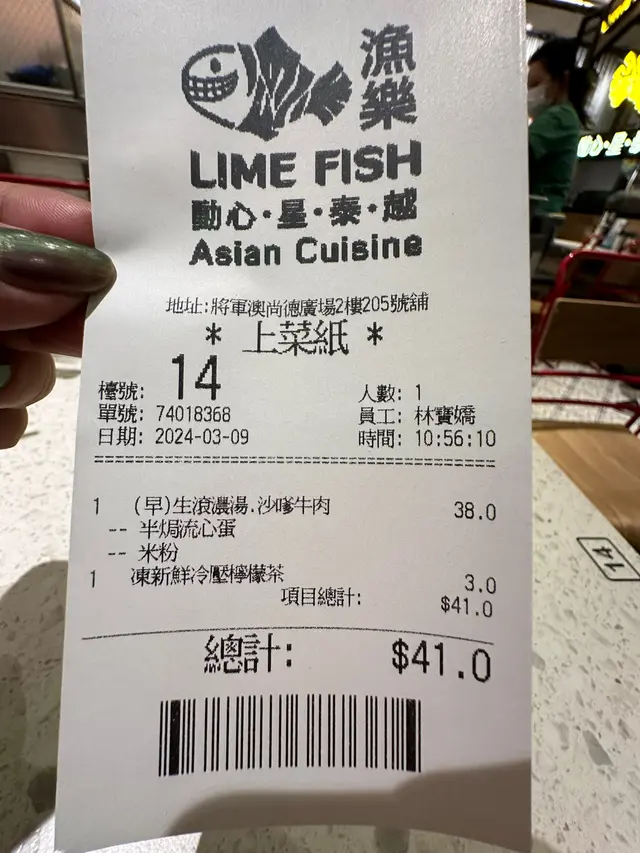 漁樂
LIME FISH
動心·星·泰·越
Asian Cuisine
地址:將軍澳尚德廣場2樓205號舖
* 上菜紙 *
檯號: 14
人數: 1
單號: 74018368
員工: 林寶嬌
日期: 2024-03-09
時間: 10:56:10
1 (早)生滾濃湯.沙嗲牛肉 38.0
-- 半焗流心蛋
-- 米粉
1 凍新鮮冷壓檸檬茶 3.0
項目總計: $41.0
總計: $41.0
14
動心·星